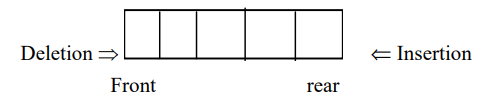 Deletion ⇒ ⇐ Insertion
Front rear